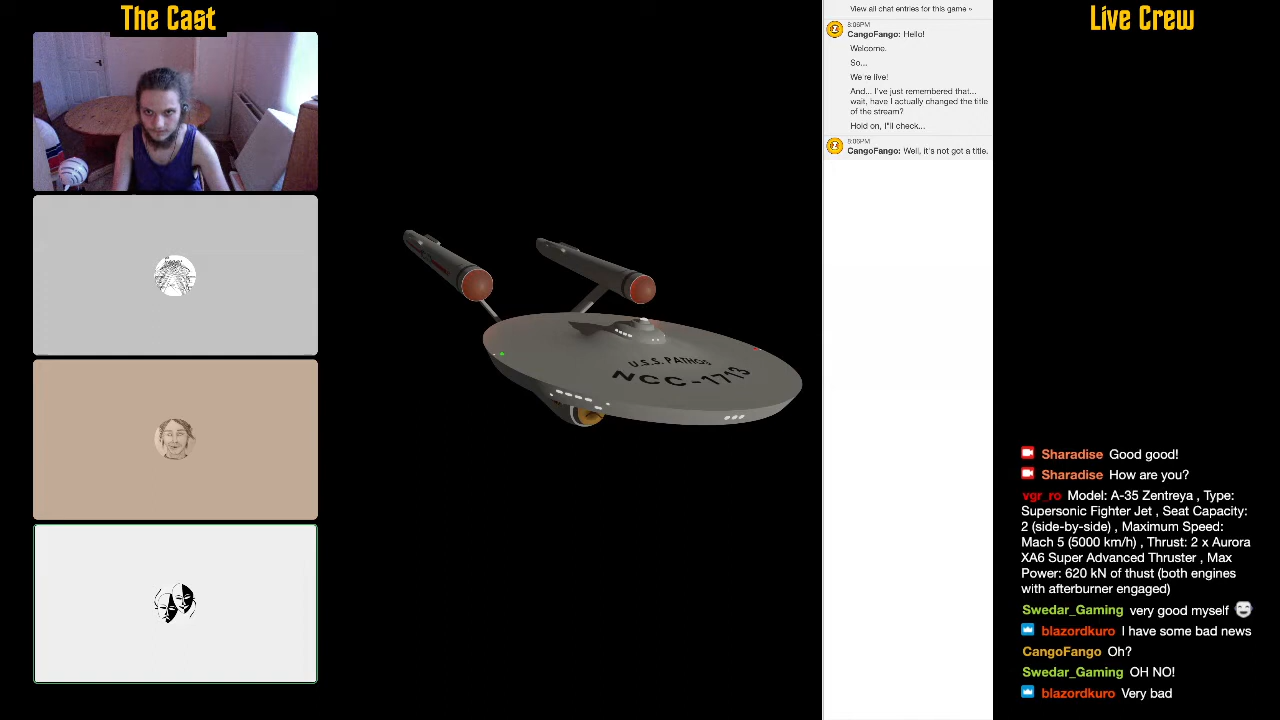 The Cast
Live Crew
View all chat entries for this game »
8:06PM
CangoFango: Hello!
Welcome.
So...
We're live!
And... I've just remembered that...
wait, have I actually changed the title
of the stream?
Hold on, I'll check...
8:06PM
CangoFango: Well, it's not got a title.
U.S.S. PATHOS
NCC-1713
Sharadise Good good!
Sharadise How are you?
vgr_ro Model: A-35 Zentreya , Type:
Supersonic Fighter Jet , Seat Capacity:
2 (side-by-side) , Maximum Speed:
Mach 5 (5000 km/h) , Thrust: 2 x Aurora
XA6 Super Advanced Thruster , Max
Power: 620 kN of thust (both engines
with afterburner engaged)
Swedar_Gaming very good myself
blazordkuro I have some bad news
CangoFango Oh?
Swedar_Gaming OH NO!
blazordkuro Very bad